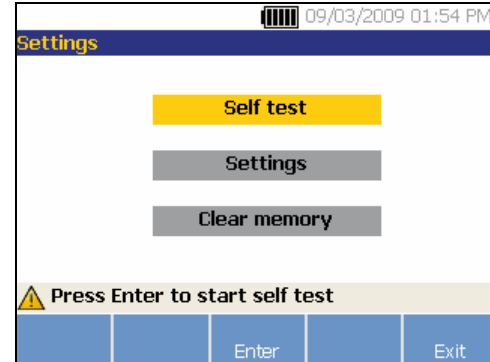 09/03/2009 01:54 PM
Settings
Self test
Settings
Clear memory
Press Enter to start self test
Enter Exit